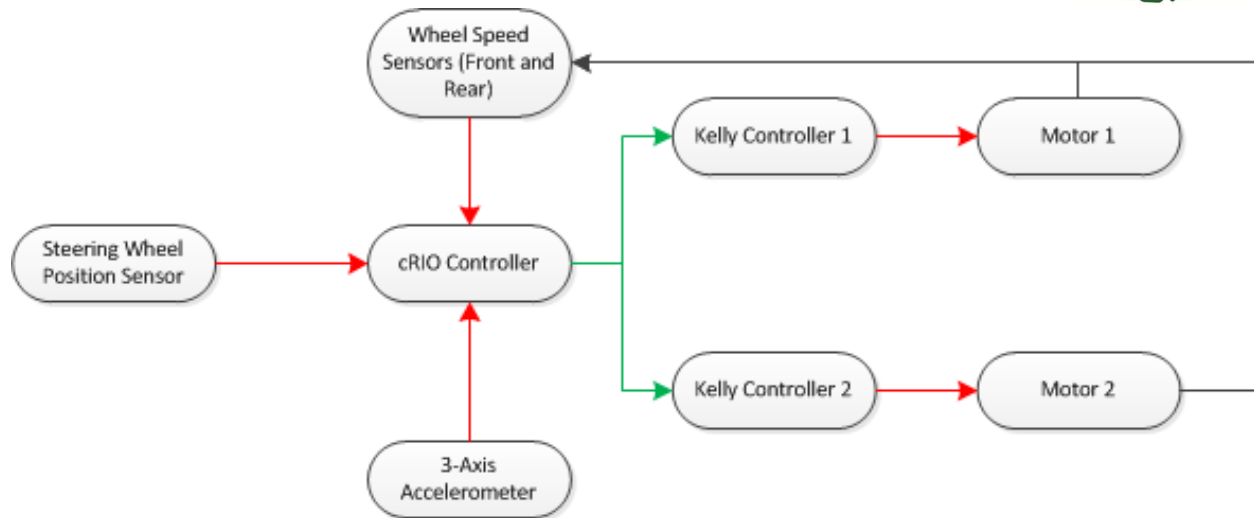 Wheel Speed
Sensors (Front and
Rear)
Kelly Controller 1
Motor 1
Steering Wheel
Position Sensor
cRIO Controller
Kelly Controller 2
Motor 2
3-Axis
Accelerometer